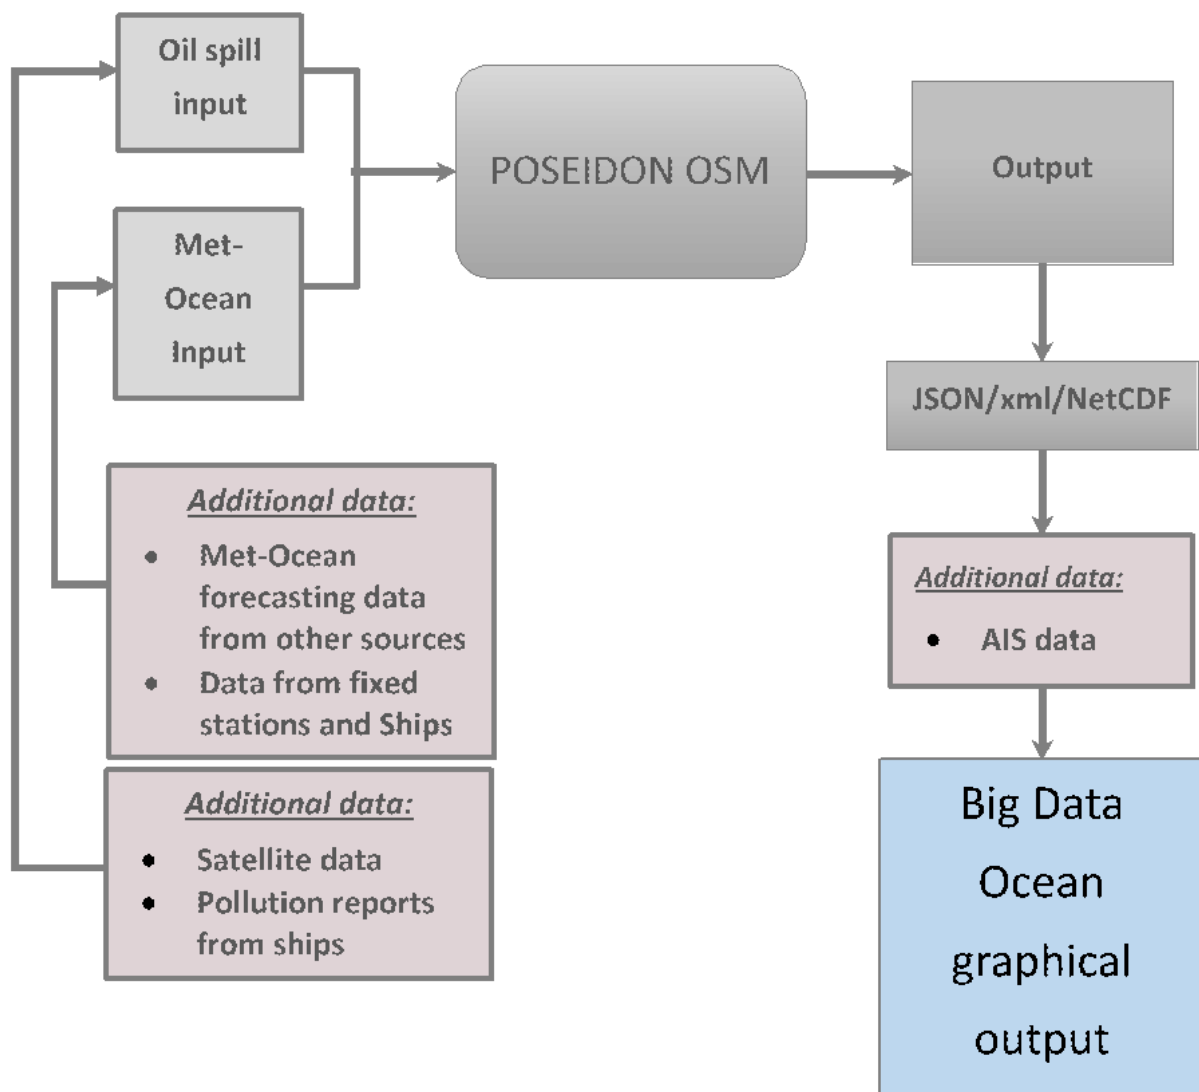 Oil spill
input
Met-
Ocean
Input
POSEIDON OSM
Output
JSON/xml/NetCDF
Additional data:
• Met-Ocean
forecasting data
from other sources
• Data from fixed
stations and Ships
Additional data:
• Satellite data
• Pollution reports
from ships
Additional data:
• AIS data
Big Data
Ocean
graphical
output